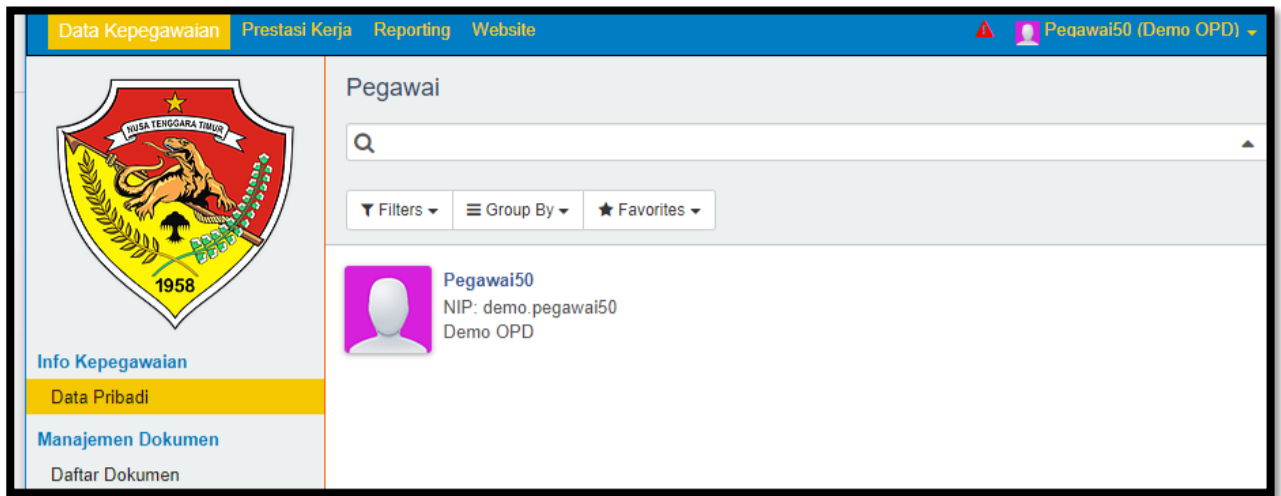 Data Kepegawaian Prestasi Kerja Reporting Website Pegawai50 (Demo OPD)
NUSA TENGGARA TIMUR
1958
Info Kepegawaian
Data Pribadi
Manajemen Dokumen
Daftar Dokumen
Pegawai
Filters Group By Favorites
Pegawai50
NIP: demo.pegawai50
Demo OPD